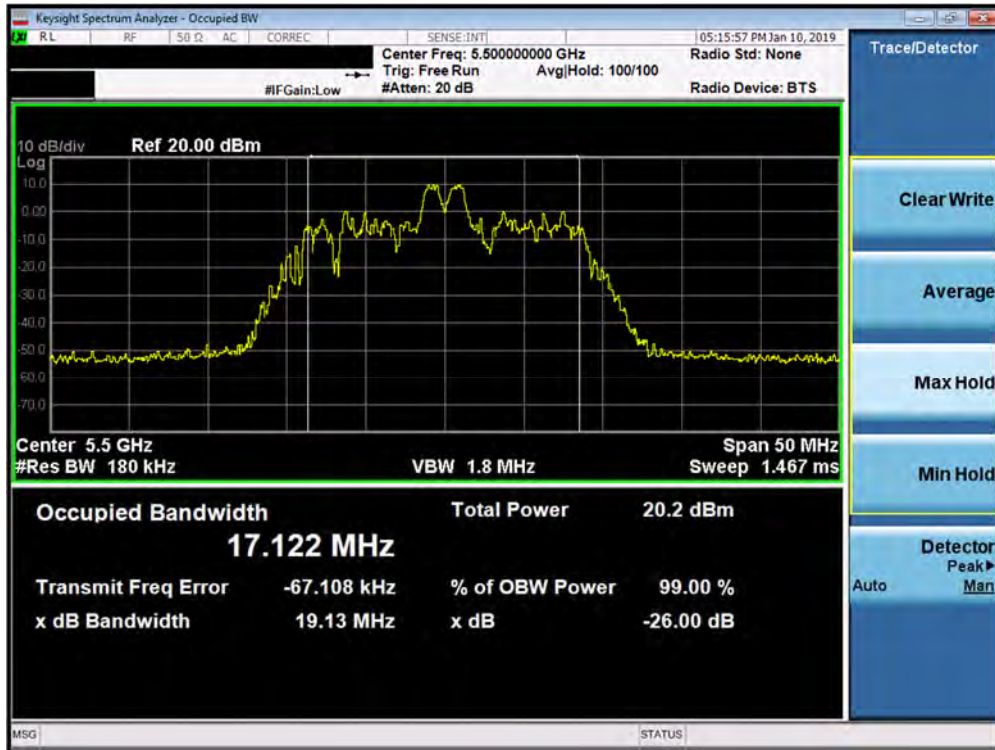 Keysight Spectrum Analyzer - Occupied BW
LXI RL RF 50 Ω AC CORREC SENSE:INT 05:15:57 PM Jan 10, 2019
Center Freq: 5.500000000 GHz Radio Std: None
Trig: Free Run Avg|Hold: 100/100
#IFGain:Low #Atten: 20 dB Radio Device: BTS
10 dB/div Ref 20.00 dBm
Log
10.0
0.00
-10.0
-20.0
-30.0
-40.0
-50.0
-60.0
-70.0
Center 5.5 GHz Span 50 MHz
#Res BW 180 kHz VBW 1.8 MHz Sweep 1.467 ms
Occupied Bandwidth Total Power 20.2 dBm
17.122 MHz
Transmit Freq Error -67.108 kHz % of OBW Power 99.00 %
x dB Bandwidth 19.13 MHz x dB -26.00 dB
MSG STATUS
Trace/Detector
Clear Write
Average
Max Hold
Min Hold
Detector
Peak▶
Auto Man